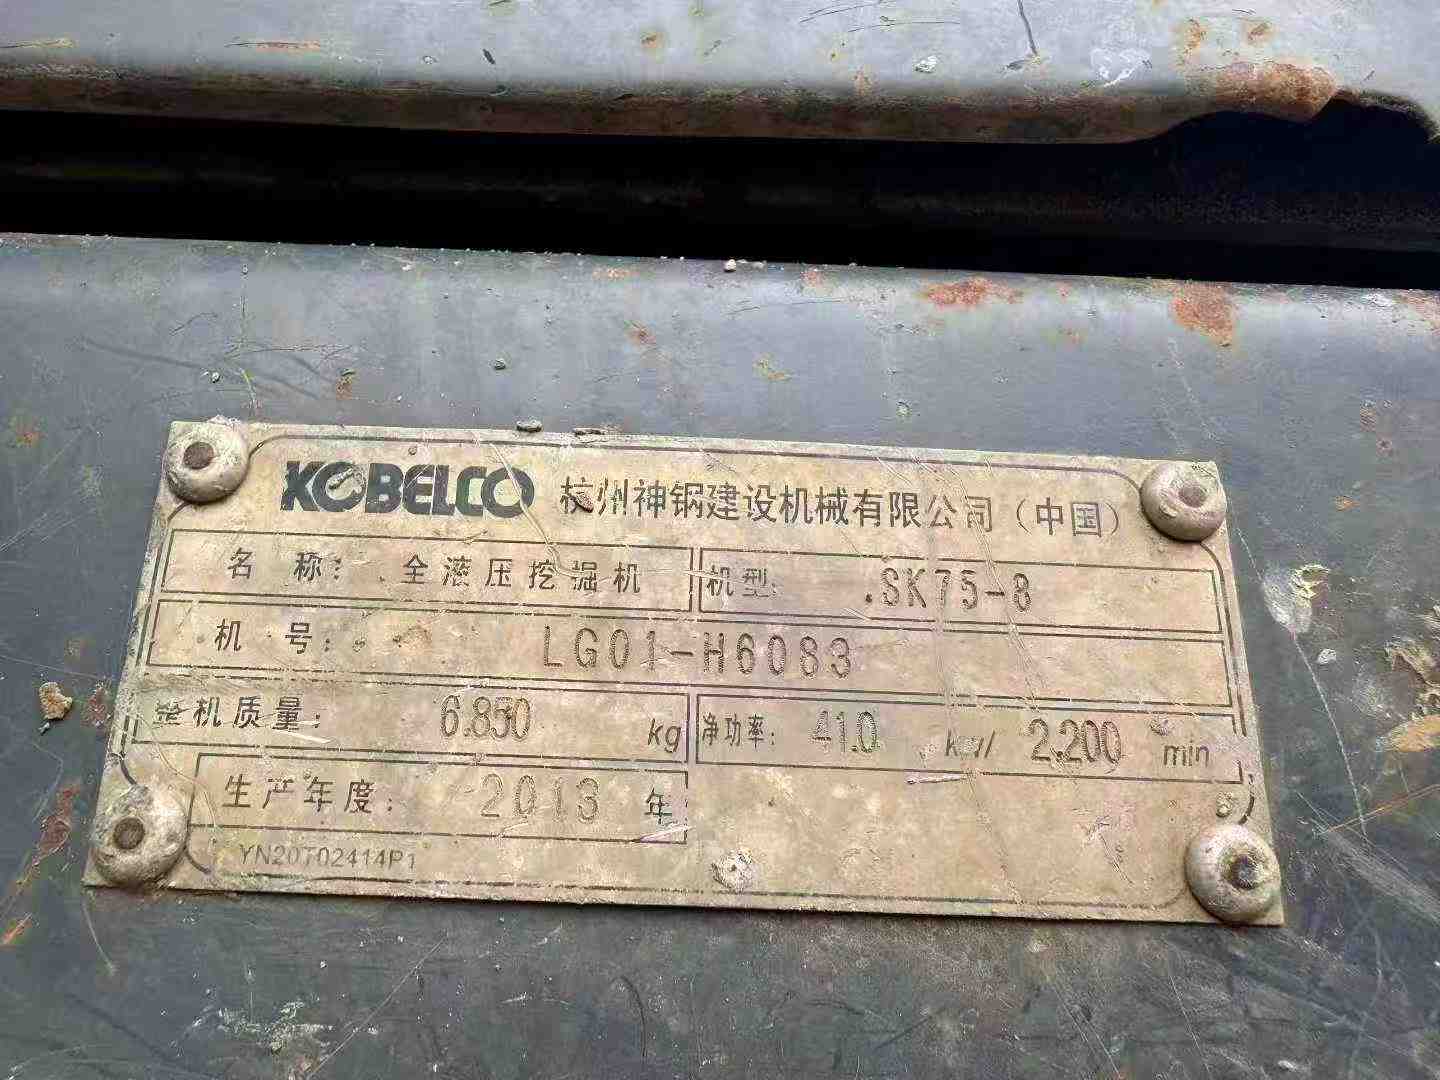 KOBELCO 杭州神钢建设机械有限公司（中国）
名 称： 全液压挖掘机 机型： SK75-8
机 号： LG01-H6083
整机质量： 6.850 kg 净功率： 41.0 kw/ 2,200 min
生产年度： 2013 年
YN20T02414P1